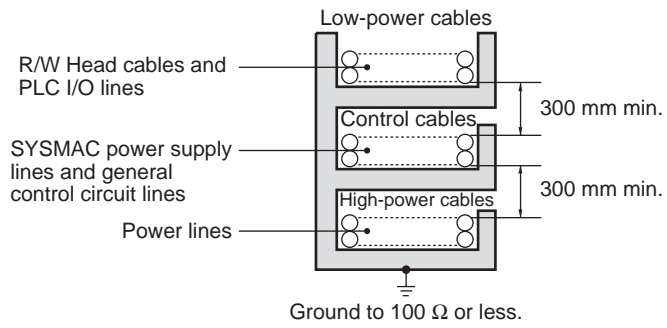 Low-power cables
R/W Head cables and
PLC I/O lines
300 mm min.
Control cables
SYSMAC power supply
lines and general
control circuit lines
300 mm min.
High-power cables
Power lines
Ground to 100 Ω or less.